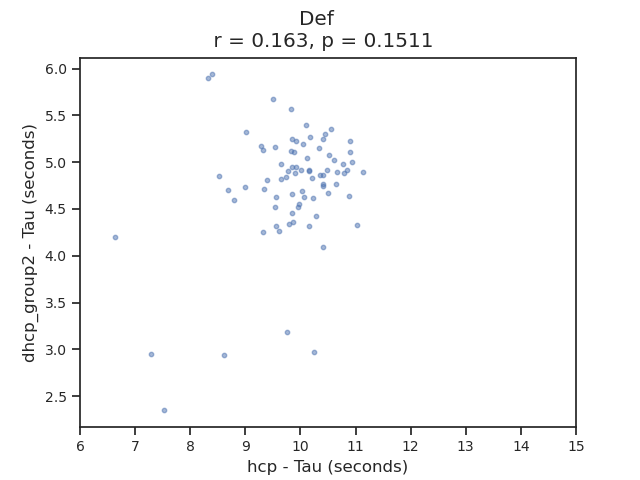 Def
r = 0.163, p = 0.1511
6.0
5.5
5.0
4.5
4.0
3.5
3.0
2.5
dhcp_group2 - Tau (seconds)
6 7 8 9 10 11 12 13 14 15
hcp - Tau (seconds)